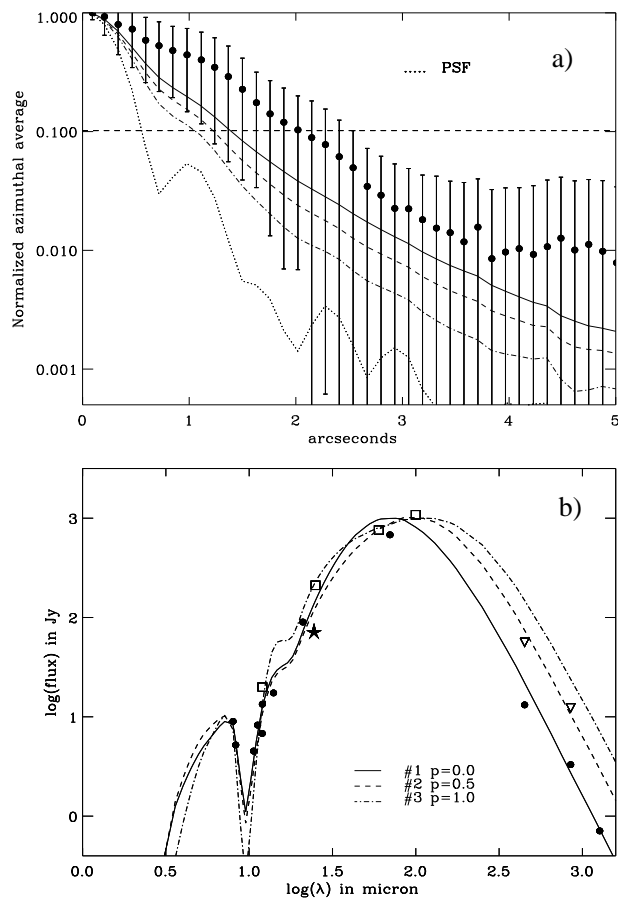 1.000
0.100
0.010
0.001
Normalized azimuthal average
PSF
a)
0 1 2 3 4 5
arcseconds
b)
3
2
1
0
log(flux) in Jy
#1 p=0.0
#2 p=0.5
#3 p=1.0
0.0 0.5 1.0 1.5 2.0 2.5 3.0
log(λ) in micron